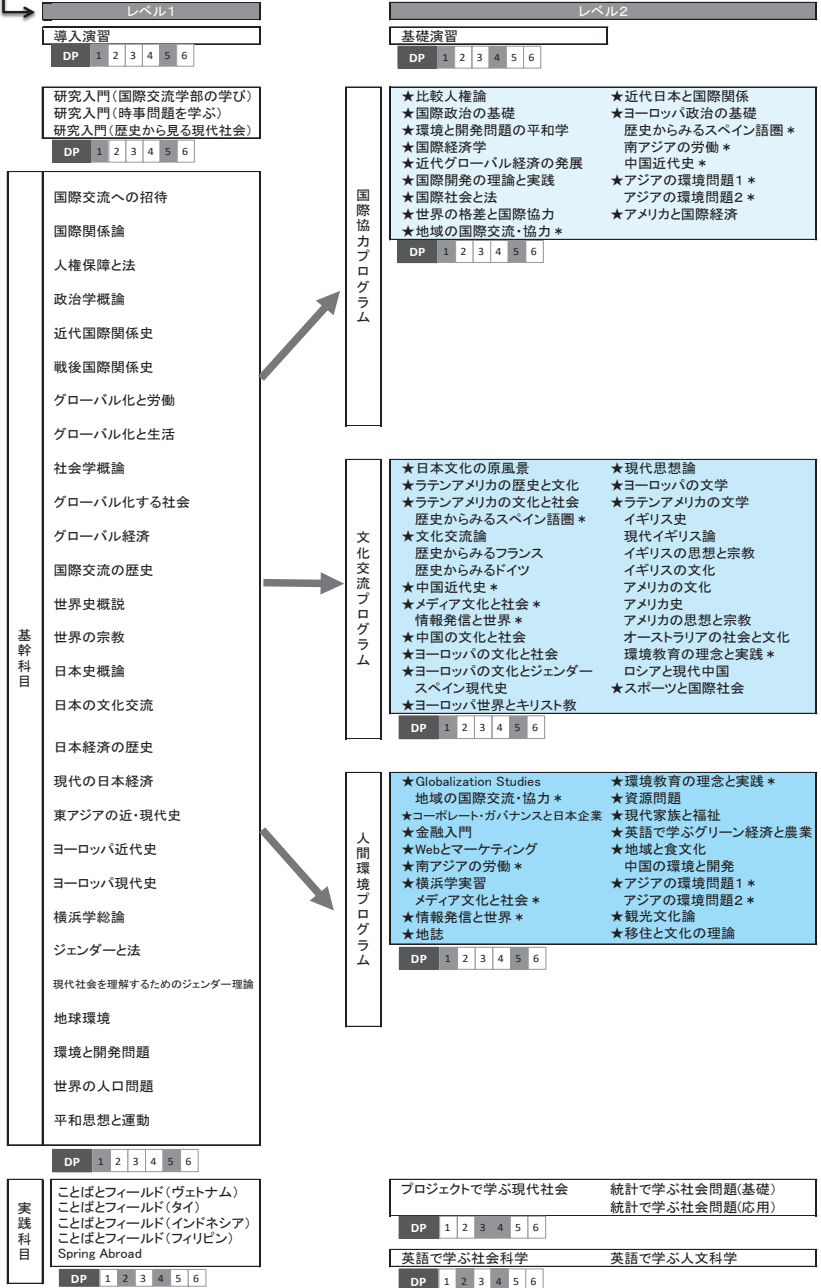 レベル1
導入演習
DP 1 2 3 4 5 6
研究入門(国際交流学部の学び)
研究入門(時事問題を学ぶ)
研究入門(歴史から見る現代社会)
DP 1 2 3 4 5 6
基幹科目
国際交流への招待
国際関係論
人権保障と法
政治学概論
近代国際関係史
戦後国際関係史
グローバル化と労働
グローバル化と生活
社会学概論
グローバル化する社会
グローバル経済
国際交流の歴史
世界史概説
世界の宗教
日本史概論
日本の文化交流
日本経済の歴史
現代の日本経済
東アジアの近・現代史
ヨーロッパ近代史
ヨーロッパ現代史
横浜学総論
ジェンダーと法
現代社会を理解するためのジェンダー理論
地球環境
環境と開発問題
世界の人口問題
平和思想と運動
DP 1 2 3 4 5 6
実践科目
ことばとフィールド(ヴェトナム)
ことばとフィールド(タイ)
ことばとフィールド(インドネシア)
ことばとフィールド(フィリピン)
Spring Abroad
DP 1 2 3 4 5 6
レベル2
基礎演習
DP 1 2 3 4 5 6
国際協力プログラム
★比較人権論
★国際政治の基礎
★環境と開発問題の平和学
★国際経済学
★近代グローバル経済の発展
★国際開発の理論と実践
★国際社会と法
★世界の格差と国際協力
★地域の国際交流・協力*
★近代日本と国際関係
★ヨーロッパ政治の基礎
歴史からみるスペイン語圏*
南アジアの労働*
中国近代史*
★アジアの環境問題1*
アジアの環境問題2*
★アメリカと国際経済
DP 1 2 3 4 5 6
文化交流プログラム
★日本文化の原風景
★ラテンアメリカの歴史と文化
★ラテンアメリカの文化と社会
歴史からみるスペイン語圏*
★文化交流論
歴史からみるフランス
歴史からみるドイツ
★中国近代史*
★メディア文化と社会*
情報発信と世界*
★中国の文化と社会
★ヨーロッパの文化と社会
★ヨーロッパの文化とジェンダー
スペイン現代史
★ヨーロッパ世界とキリスト教
★現代思想論
★ヨーロッパの文学
★ラテンアメリカの文学
イギリス史
現代イギリス論
イギリスの思想と宗教
イギリスの文化
アメリカの文化
アメリカ史
アメリカの思想と宗教
オーストラリアの社会と文化
環境教育の理念と実践*
ロシアと現代中国
★スポーツと国際社会
DP 1 2 3 4 5 6
人間環境プログラム
★Globalization Studies
地域の国際交流・協力*
★コーポレート・ガバナンスと日本企業
★金融入門
★Webとマーケティング
★南アジアの労働*
★横浜学実習
メディア文化と社会*
★情報発信と世界*
★地誌
★環境教育の理念と実践*
★資源問題
★現代家族と福祉
★英語で学ぶグリーン経済と農業
★地域と食文化
中国の環境と開発
★アジアの環境問題1*
アジアの環境問題2*
★観光文化論
★移住と文化の理論
DP 1 2 3 4 5 6
プロジェクトで学ぶ現代社会
統計で学ぶ社会問題(基礎)
統計で学ぶ社会問題(応用)
DP 1 2 3 4 5 6
英語で学ぶ社会科学
英語で学ぶ人文科学
DP 1 2 3 4 5 6